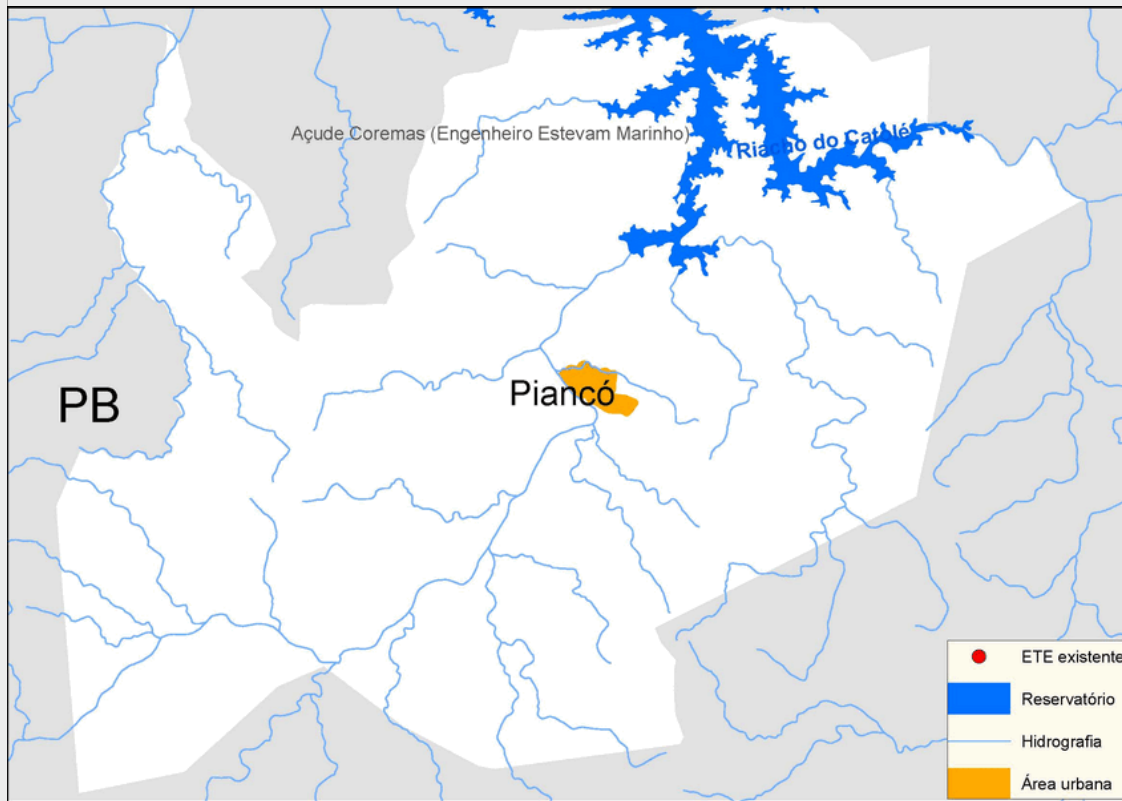 Açude Coremas (Engenheiro Estevam Marinho)
Riacho do Catolé
PB
Piancó
ETE existente
Reservatório
Hidrografia
Área urbana